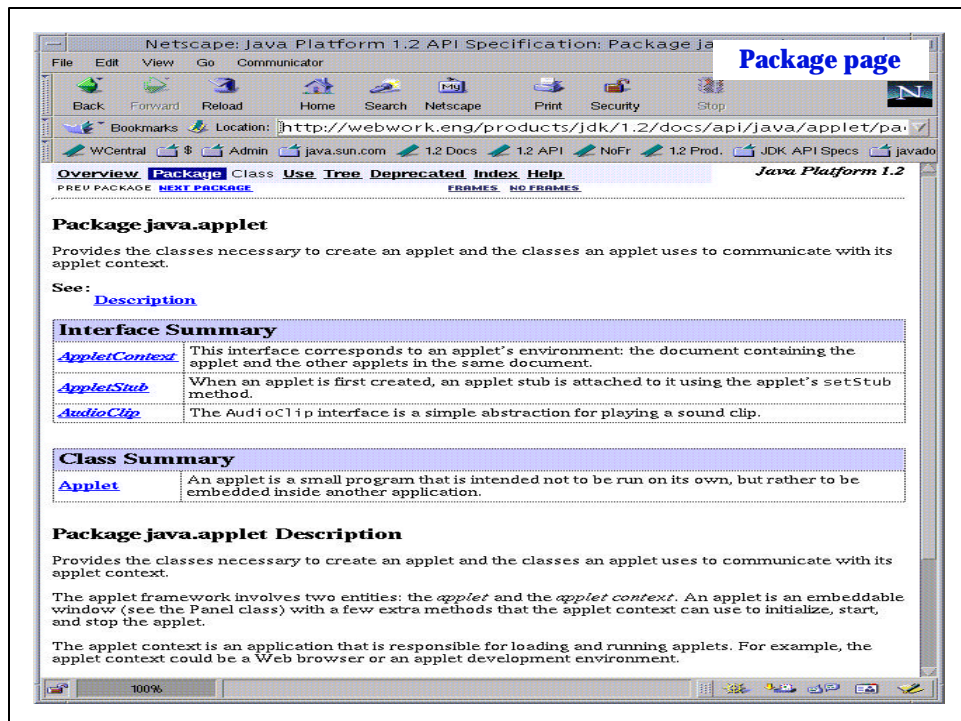 Netscape: Java Platform 1.2 API Specification: Package ja
Package page
File Edit View Go Communicator
Back Forward Reload Home Search Netscape Print Security Stop
My
N
Bookmarks Location: http://webwork.eng/products/jdk/1.2/docs/api/java/applet/pa
WCentral $ Admin java.sun.com 1.2 Docs 1.2 API NoFr 1.2 Prod. JDK API Specs javado
Overview Package Class Use Tree Deprecated Index Help Java Platform 1.2
PREV PACKAGE NEXT PACKAGE FRAMES NO FRAMES
Package java.applet
Provides the classes necessary to create an applet and the classes an applet uses to communicate with its
applet context.
See:
Description
Interface Summary
AppletContext This interface corresponds to an applet's environment: the document containing the
applet and the other applets in the same document.
AppletStub When an applet is first created, an applet stub is attached to it using the applet's setStub
method.
AudioClip The AudioClip interface is a simple abstraction for playing a sound clip.
Class Summary
Applet An applet is a small program that is intended not to be run on its own, but rather to be
embedded inside another application.
Package java.applet Description
Provides the classes necessary to create an applet and the classes an applet uses to communicate with its
applet context.
The applet framework involves two entities: the applet and the applet context. An applet is an embeddable
window (see the Panel class) with a few extra methods that the applet context can use to initialize, start,
and stop the applet.
The applet context is an application that is responsible for loading and running applets. For example, the
applet context could be a Web browser or an applet development environment.
100%